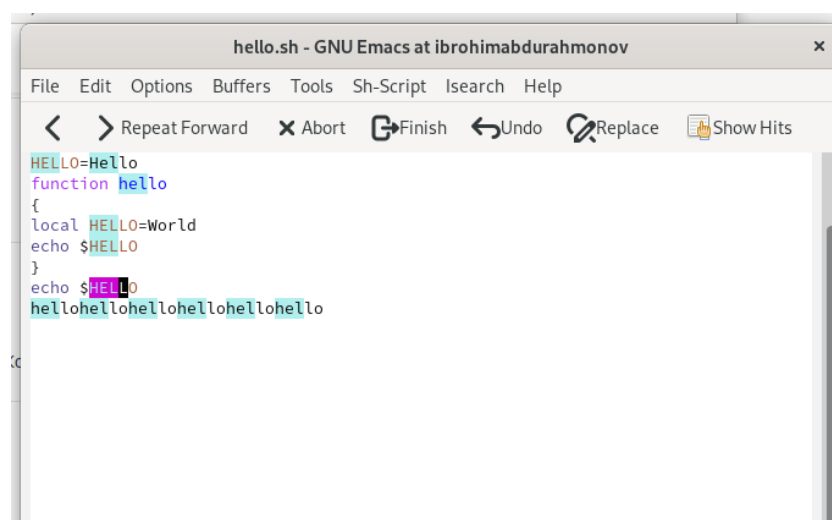 hello.sh - GNU Emacs at ibrohimabdurahmonov ×
File Edit Options Buffers Tools Sh-Script Isearch Help
Repeat Forward Abort Finish Undo Replace Show Hits
HELLO=Hello
function hello
{
local HELLO=World
echo $HELLO
}
echo $HELLO
hellohellohellohellohellohello